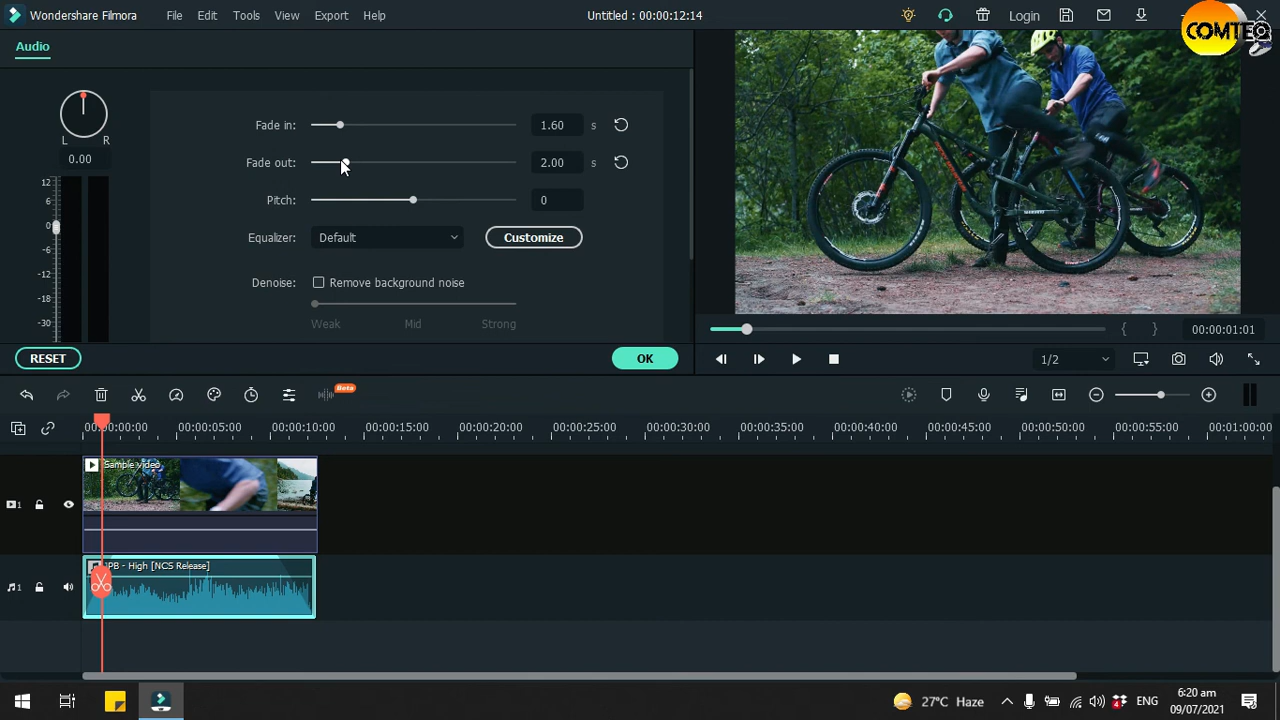 Wondershare Filmora File Edit Tools View Export Help Untitled : 00:00:12:14 Login
COMTEQ
Audio
Fade in: 1.60 s
L R
0.00
Fade out: 2.00 s
Pitch: 0
Equalizer: Default Customize
Denoise: Remove background noise
Weak Mid Strong
12
6
0
-6
-12
-18
-30
RESET OK
{ } 00:00:01:01
1/2
Beta
00:00:00:00 00:00:05:00 00:00:10:00 00:00:15:00 00:00:20:00 00:00:25:00 00:00:30:00 00:00:35:00 00:00:40:00 00:00:45:00 00:00:50:00 00:00:55:00 00:01:00:00
Sample video
1
PB - High [NCS Release]
1
27°C Haze ENG 6:20 am
09/07/2021